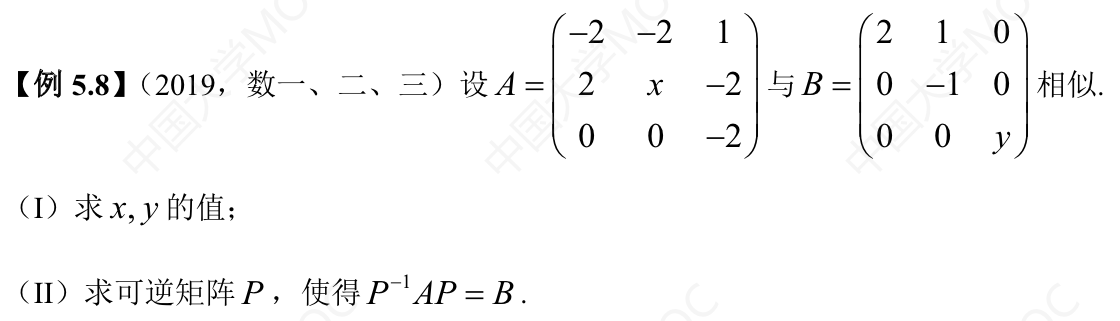 【例 5.8】(2019，数一、二、三) 设 $A=\begin{pmatrix}-2&-2&1\\2&x&-2\\0&0&-2\end{pmatrix}$ 与 $B=\begin{pmatrix}2&1&0\\0&-1&0\\0&0&y\end{pmatrix}$ 相似.
（I）求 $x,y$ 的值；
（II）求可逆矩阵 $P$，使得 $P^{-1}AP=B$.